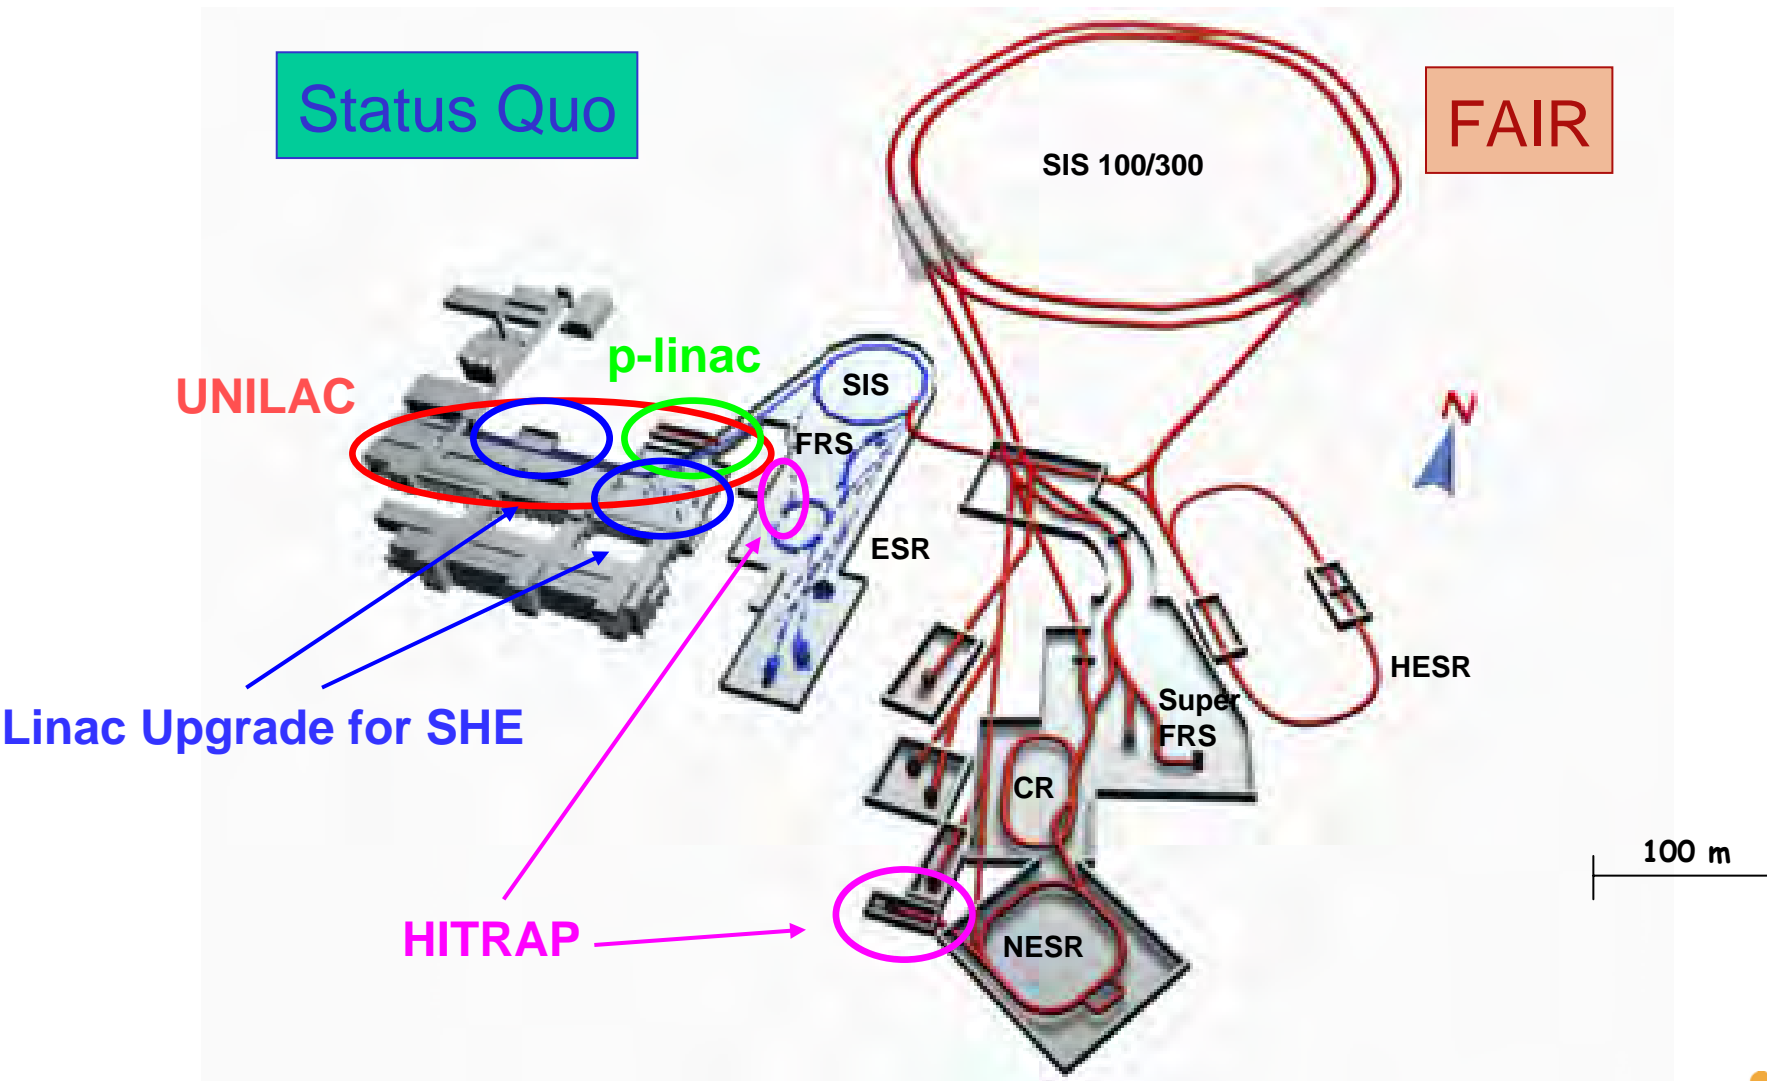 Status Quo
FAIR
SIS 100/300
p-linac
UNILAC
SIS
N
FRS
ESR
HESR
Linac Upgrade for SHE
Super
FRS
CR
100 m
HITRAP
NESR